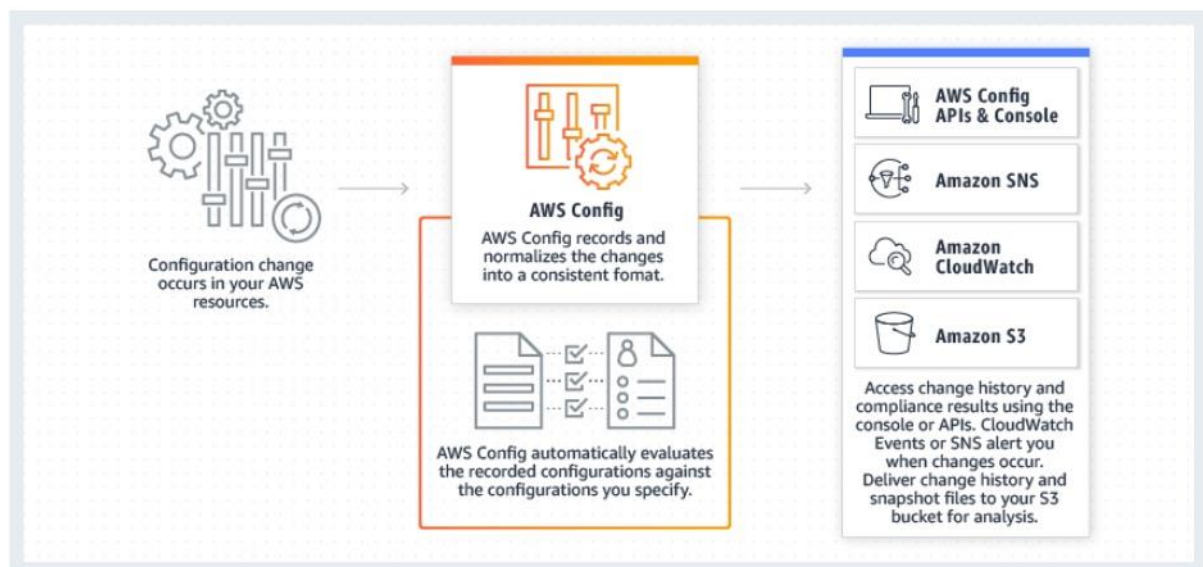 Configuration change
occurs in your AWS
resources.
AWS Config
AWS Config records and
normalizes the changes
into a consistent fomat.
AWS Config automatically evaluates
the recorded configurations against
the configurations you specify.
AWS Config
APIs & Console
Amazon SNS
Amazon
CloudWatch
Amazon S3
Access change history and
compliance results using the
console or APIs. CloudWatch
Events or SNS alert you
when changes occur.
Deliver change history and
snapshot files to your S3
bucket for analysis.